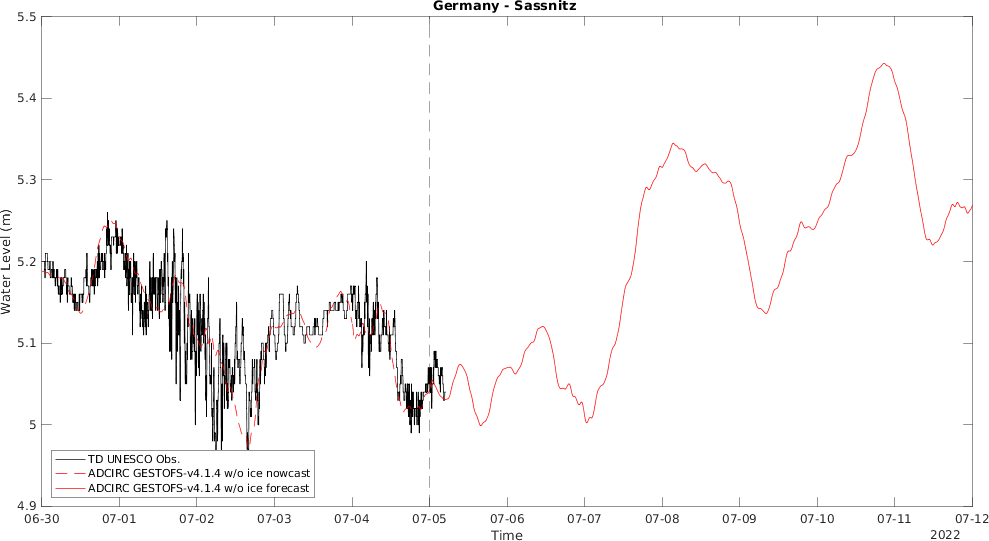 Germany - Sassnitz
5.5
5.4
5.3
5.2
5.1
5
4.9
Water Level (m)
TD UNESCO Obs.
ADCIRC GESTOFS-v4.1.4 w/o ice nowcast
ADCIRC GESTOFS-v4.1.4 w/o ice forecast
06-30 07-01 07-02 07-03 07-04 07-05 07-06 07-07 07-08 07-09 07-10 07-11 07-12
Time
2022